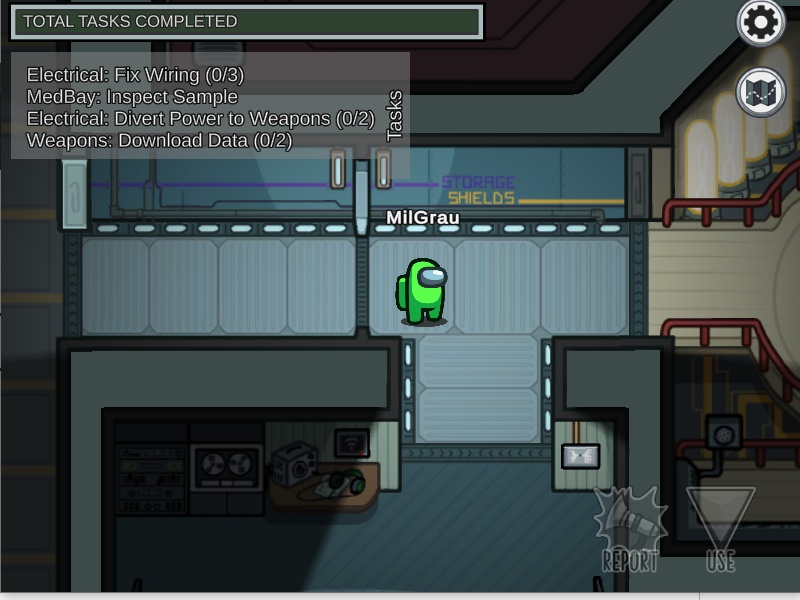 TOTAL TASKS COMPLETED
Electrical: Fix Wiring (0/3)
MedBay: Inspect Sample
Electrical: Divert Power to Weapons (0/2)
Weapons: Download Data (0/2)
Tasks
STORAGE
SHIELDS
MilGrau
REPORT
USE